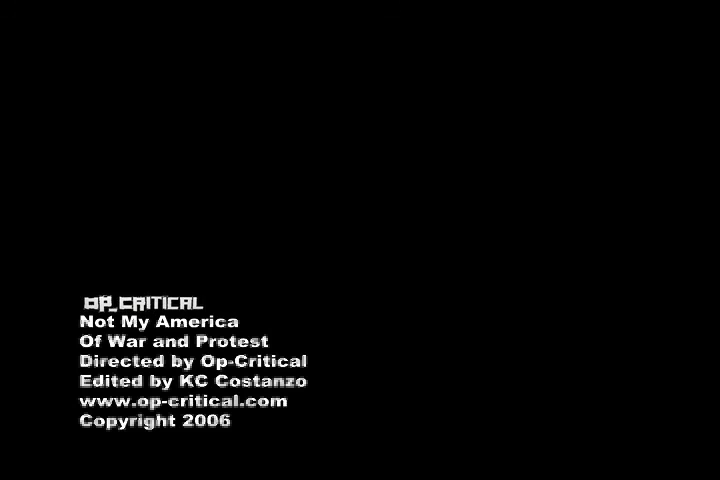 OP_CRITICAL
Not My America
Of War and Protest
Directed by Op-Critical
Edited by KC Costanzo
www.op-critical.com
Copyright 2006